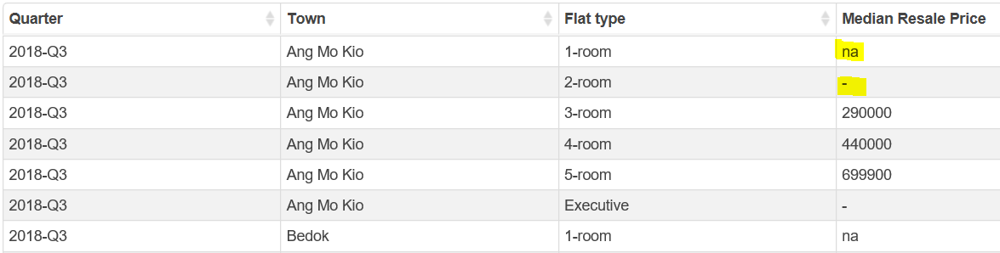 Quarter Town Flat type Median Resale Price
2018-Q3 Ang Mo Kio 1-room na
2018-Q3 Ang Mo Kio 2-room -
2018-Q3 Ang Mo Kio 3-room 290000
2018-Q3 Ang Mo Kio 4-room 440000
2018-Q3 Ang Mo Kio 5-room 699900
2018-Q3 Ang Mo Kio Executive -
2018-Q3 Bedok 1-room na